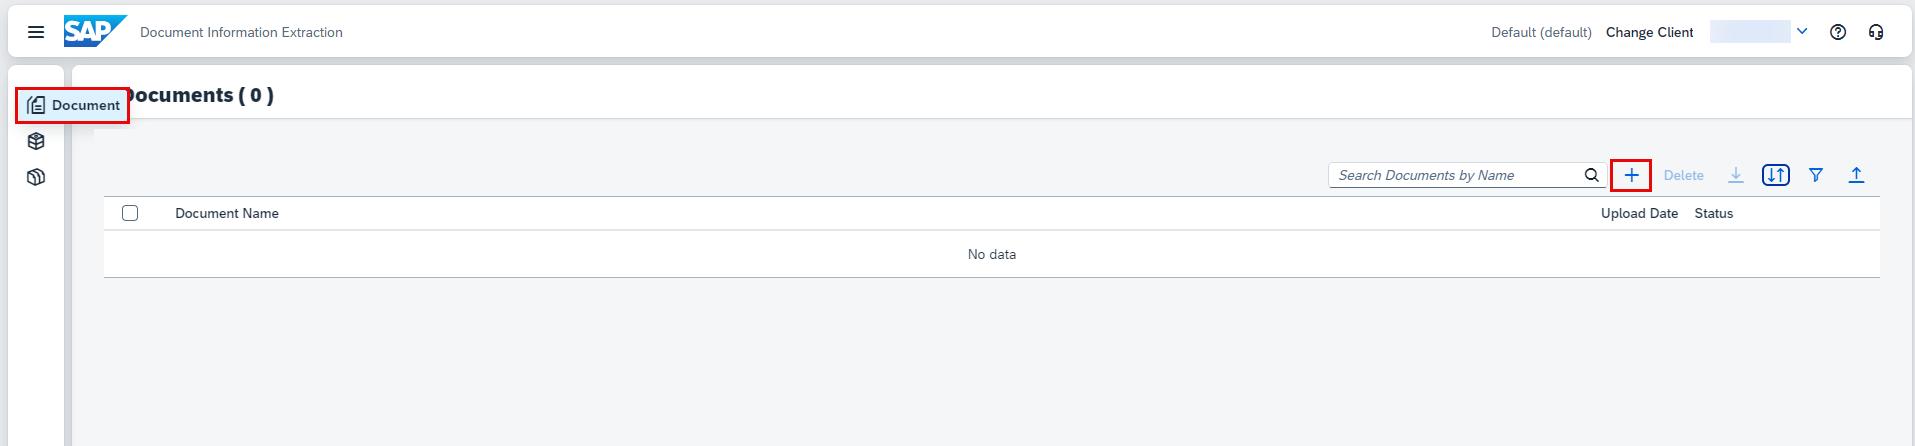 SAP Document Information Extraction Default (default) Change Client
Document
Documents ( 0 )
Search Documents by Name Delete
Document Name Upload Date Status
No data